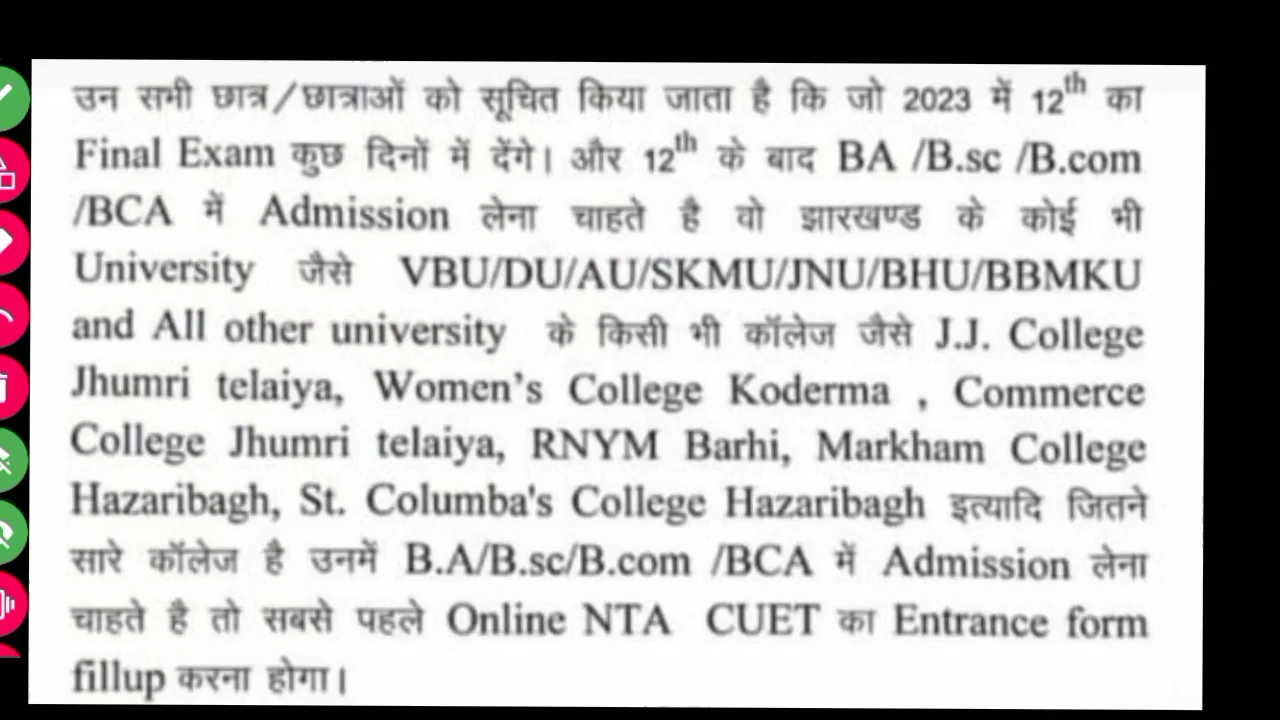 उन सभी छात्र/छात्राओं को सूचित किया जाता है कि जो 2023 में 12th का
Final Exam कुछ दिनों में देंगे। और 12th के बाद BA /B.sc /B.com
/BCA में Admission लेना चाहते है वो झारखण्ड के कोई भी
University जैसे VBU/DU/AU/SKMU/JNU/BHU/BBMKU
and All other university के किसी भी कॉलेज जैसे J.J. College
Jhumri telaiya, Women's College Koderma , Commerce
College Jhumri telaiya, RNYM Barhi, Markham College
Hazaribagh, St. Columba's College Hazaribagh इत्यादि जितने
सारे कॉलेज है उनमें B.A/B.sc/B.com /BCA में Admission लेना
चाहते है तो सबसे पहले Online NTA CUET का Entrance form
fillup करना होगा।